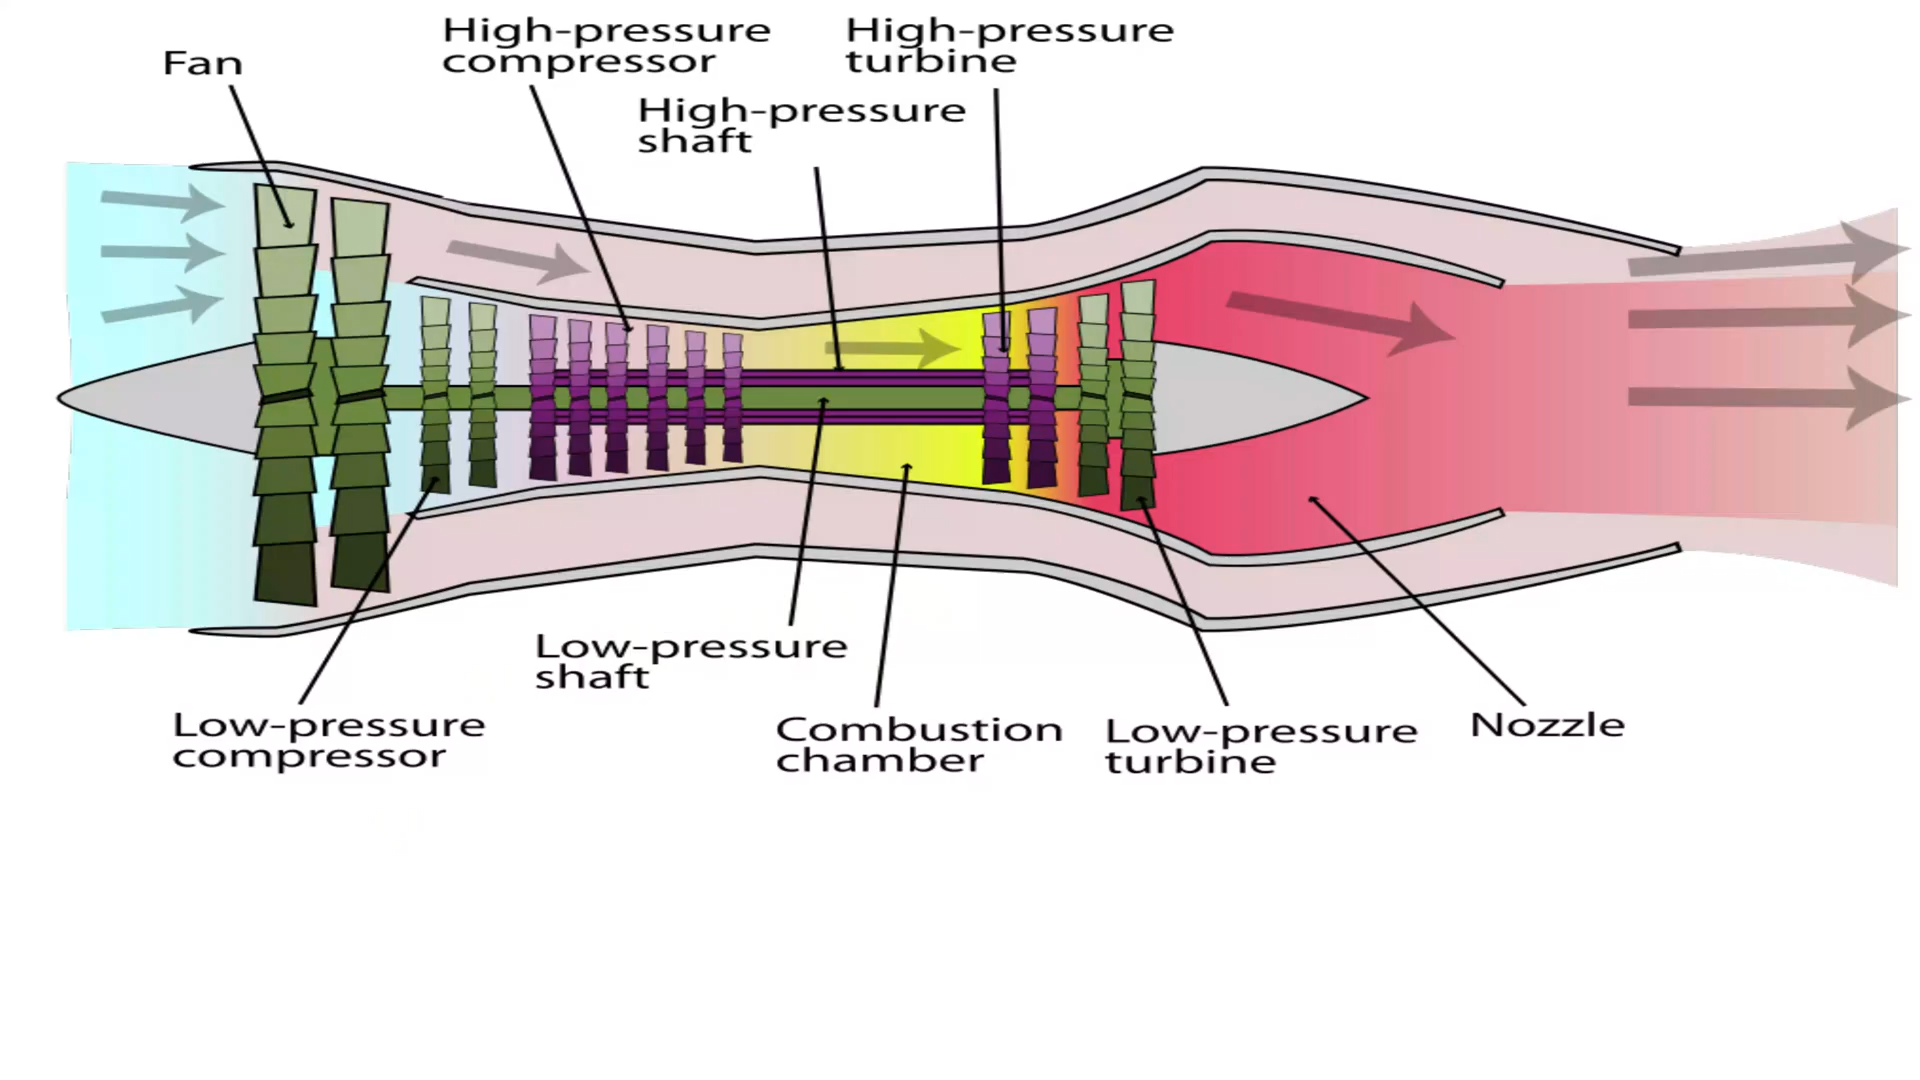 Fan
High-pressure
compressor
High-pressure
turbine
High-pressure
shaft
Low-pressure
shaft
Low-pressure
compressor
Combustion
chamber
Low-pressure
turbine
Nozzle